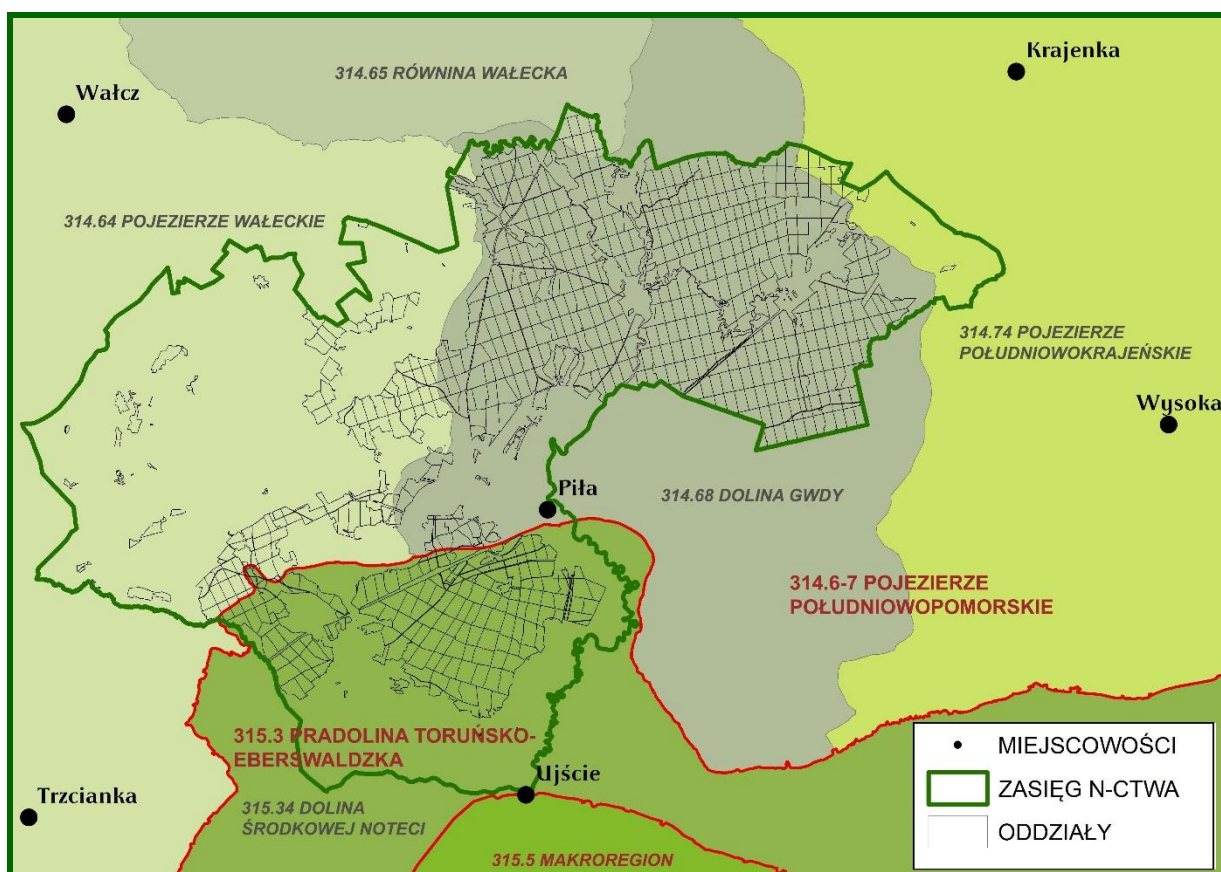 Krajenka
314.65 RÓWNINA WAŁECKA
Wałcz
314.64 POJEZIERZE WAŁECKIE
314.74 POJEZIERZE
POŁUDNIOWOKRAJEŃSKIE
Wysoka
Piła
314.68 DOLINA GWDY
314.6-7 POJEZIERZE
POŁUDNIOWOPOMORSKIE
315.3 PRADOLINA TORUŃSKO-
EBERSWALDZKA
Ujście
Trzcianka
315.34 DOLINA
ŚRODKOWEJ NOTECI
315.5 MAKROREGION
MIEJSCOWOŚCI
ZASIĘG N-CTWA
ODDZIAŁY